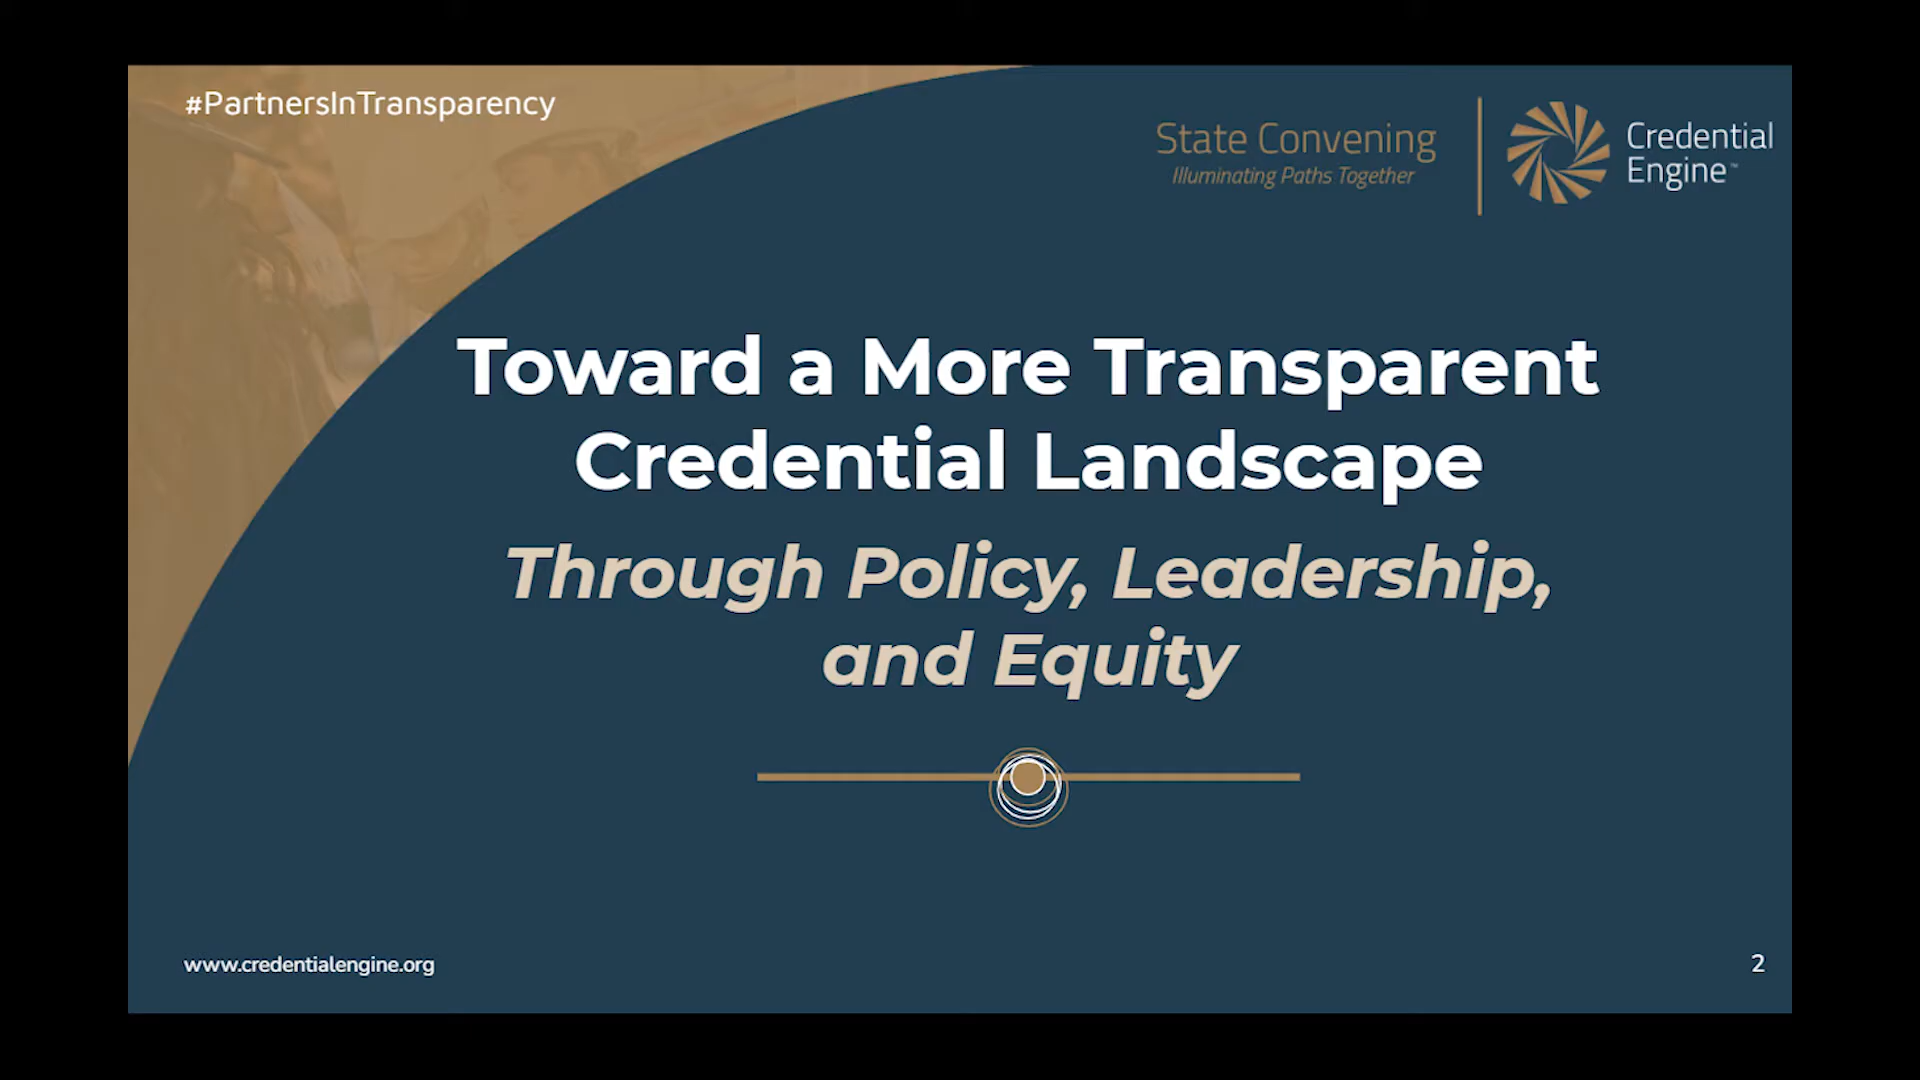 #PartnersInTransparency
State Convening
Illuminating Paths Together
Credential
Engine™
Toward a More Transparent
Credential Landscape
Through Policy, Leadership,
and Equity
www.credentialengine.org
2